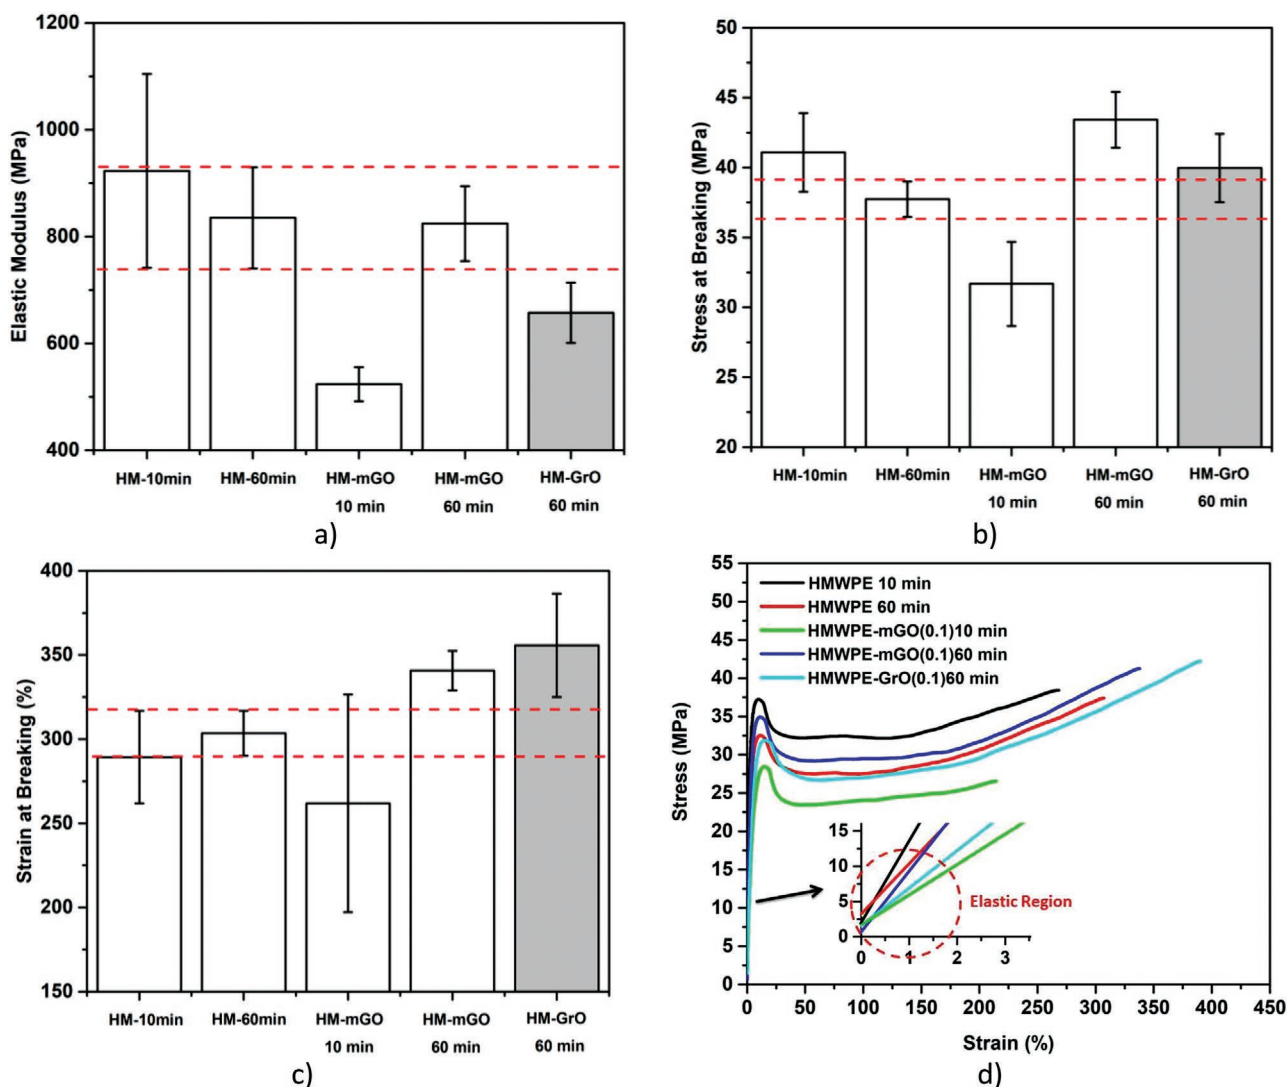 1200
1000
800
600
400
Elastic Modulus (MPa)
HM-10min
HM-60min
HM-mGO
10 min
HM-mGO
60 min
HM-GrO
60 min
a)
50
45
40
35
30
25
20
Stress at Breaking (MPa)
HM-10min
HM-60min
HM-mGO
10 min
HM-mGO
60 min
HM-GrO
60 min
b)
400
350
300
250
200
150
Strain at Breaking (%)
HM-10min
HM-60min
HM-mGO
10 min
HM-mGO
60 min
HM-GrO
60 min
c)
55
50
45
40
35
30
25
20
15
10
5
0
Stress (MPa)
HMWPE 10 min
HMWPE 60 min
HMWPE-mGO(0.1)10 min
HMWPE-mGO(0.1)60 min
HMWPE-GrO(0.1)60 min
15
10
5
0
0 1 2 3
Elastic Region
0 50 100 150 200 250 300 350 400 450
Strain (%)
d)